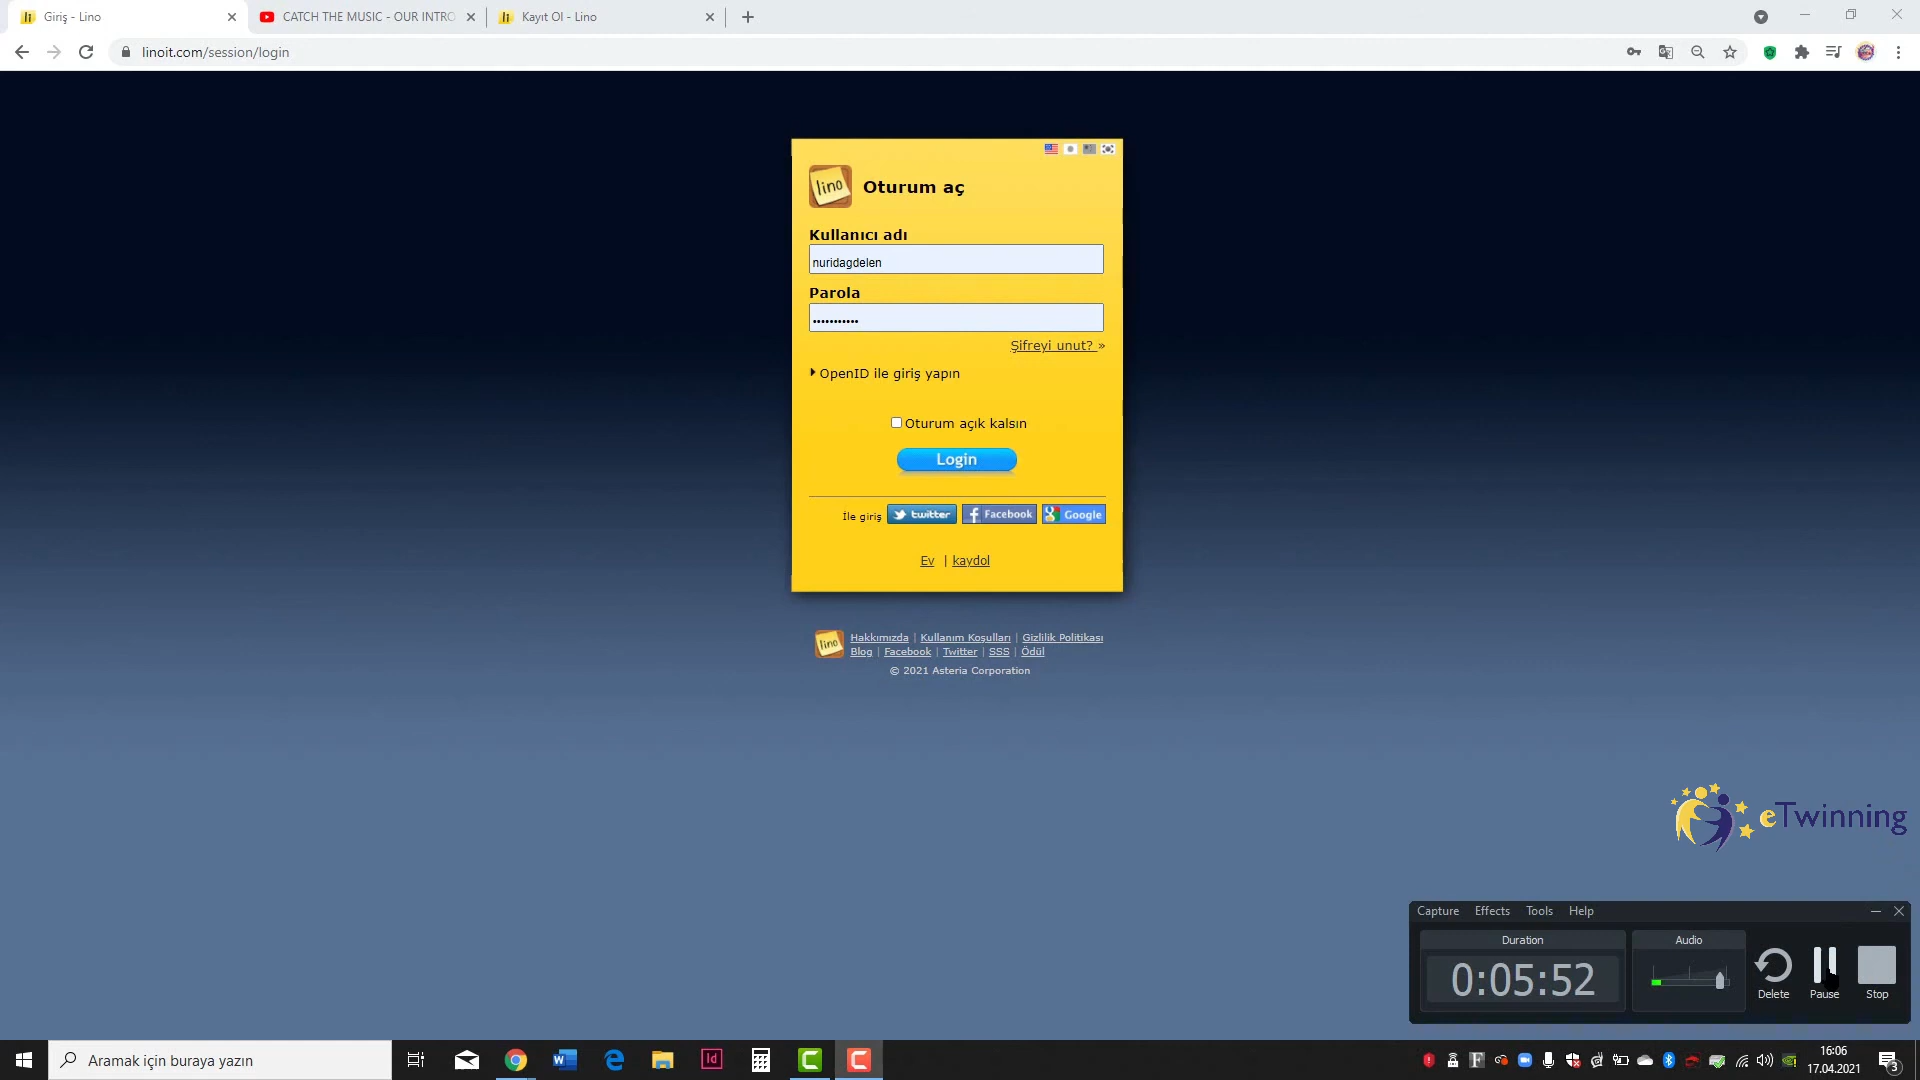 Giriş - Lino
CATCH THE MUSIC - OUR INTRO
Kayıt Ol - Lino
linoit.com/session/login
lino
Oturum aç
Kullanıcı adı
nuridagdelen
Parola
•••••••••••
Şifreyi unut? »
OpenID ile giriş yapın
Oturum açık kalsın
Login
İle giriş twitter Facebook Google
Ev | kaydol
lino
Hakkımızda | Kullanım Koşulları | Gizlilik Politikası
Blog | Facebook | Twitter | SSS | Ödül
© 2021 Asteria Corporation
eTwinning
Capture Effects Tools Help
Duration
Audio
0:05:52
Delete Pause Stop
Aramak için buraya yazın
16:06
17.04.2021
3